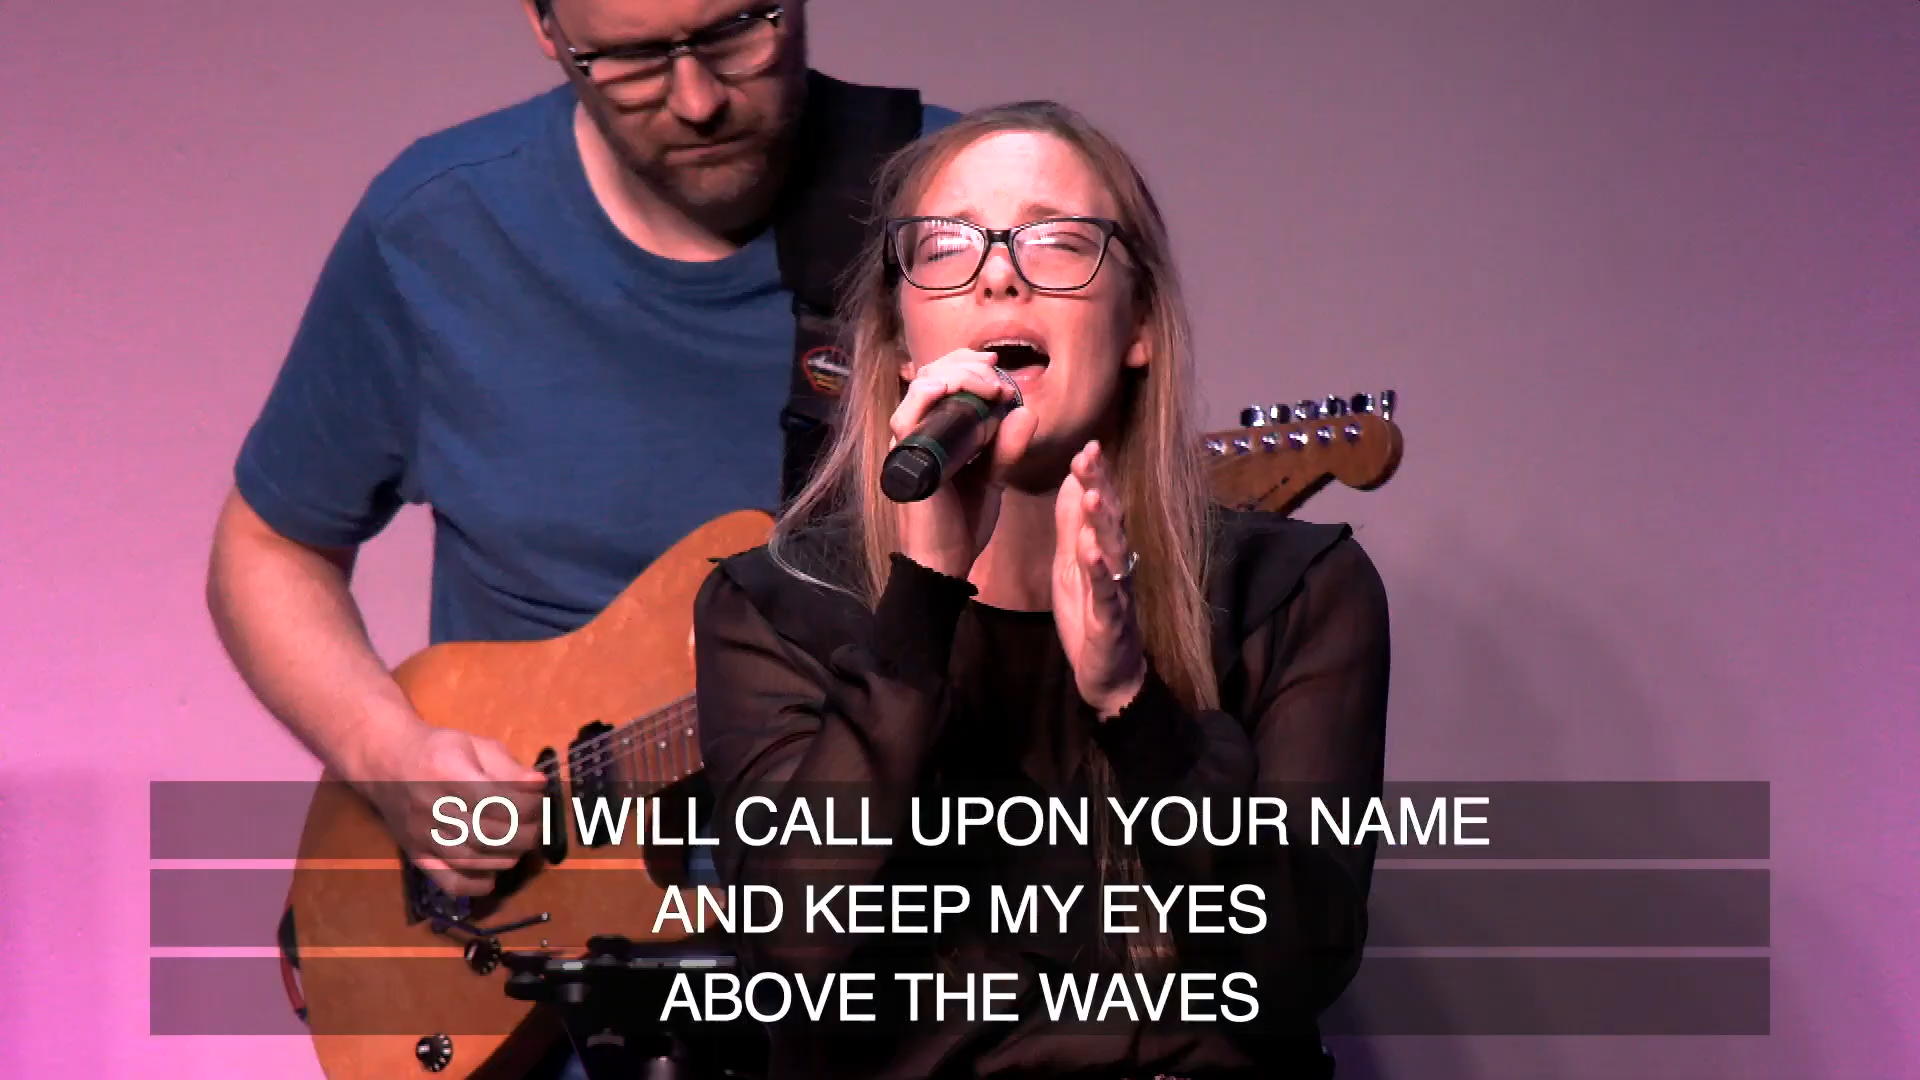 SO I WILL CALL UPON YOUR NAME
AND KEEP MY EYES
ABOVE THE WAVES